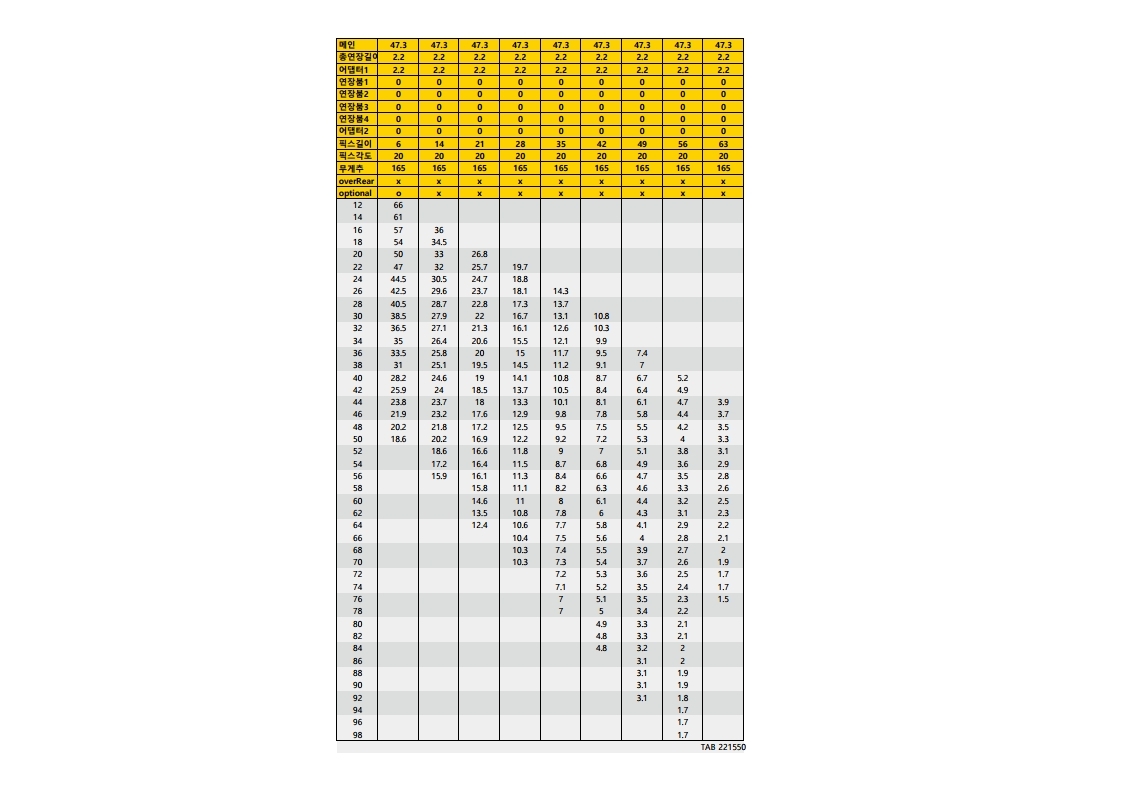 메인 47.3 47.3 47.3 47.3 47.3 47.3 47.3 47.3 47.3
총연장길이 2.2 2.2 2.2 2.2 2.2 2.2 2.2 2.2 2.2
어댑터1 2.2 2.2 2.2 2.2 2.2 2.2 2.2 2.2 2.2
연장붐1 0 0 0 0 0 0 0 0 0
연장붐2 0 0 0 0 0 0 0 0 0
연장붐3 0 0 0 0 0 0 0 0 0
연장붐4 0 0 0 0 0 0 0 0 0
어댑터2 0 0 0 0 0 0 0 0 0
픽스길이 6 14 21 28 35 42 49 56 63
픽스각도 20 20 20 20 20 20 20 20 20
무게추 165 165 165 165 165 165 165 165 165
overRear x x x x x x x x x
optional o x x x x x x x x
12 66
14 61
16 57 36
18 54 34.5
20 50 33 26.8
22 47 32 25.7 19.7
24 44.5 30.5 24.7 18.8
26 42.5 29.6 23.7 18.1 14.3
28 40.5 28.7 22.8 17.3 13.7
30 38.5 27.9 22 16.7 13.1 10.8
32 36.5 27.1 21.3 16.1 12.6 10.3
34 35 26.4 20.6 15.5 12.1 9.9
36 33.5 25.8 20 15 11.7 9.5 7.4
38 31 25.1 19.5 14.5 11.2 9.1 7
40 28.2 24.6 19 14.1 10.8 8.7 6.7 5.2
42 25.9 24 18.5 13.7 10.5 8.4 6.4 4.9
44 23.8 23.7 18 13.3 10.1 8.1 6.1 4.7 3.9
46 21.9 23.2 17.6 12.9 9.8 7.8 5.8 4.4 3.7
48 20.2 21.8 17.2 12.5 9.5 7.5 5.5 4.2 3.5
50 18.6 20.2 16.9 12.2 9.2 7.2 5.3 4 3.3
52 18.6 16.6 11.8 9 7 5.1 3.8 3.1
54 17.2 16.4 11.5 8.7 6.8 4.9 3.6 2.9
56 15.9 16.1 11.3 8.4 6.6 4.7 3.5 2.8
58 15.8 11.1 8.2 6.3 4.6 3.3 2.6
60 14.6 11 8 6.1 4.4 3.2 2.5
62 13.5 10.8 7.8 6 4.3 3.1 2.3
64 12.4 10.6 7.7 5.8 4.1 2.9 2.2
66 10.4 7.5 5.6 4 2.8 2.1
68 10.3 7.4 5.5 3.9 2.7 2
70 10.3 7.3 5.4 3.7 2.6 1.9
72 7.2 5.3 3.6 2.5 1.7
74 7.1 5.2 3.5 2.4 1.7
76 7 5.1 3.5 2.3 1.5
78 7 5 3.4 2.2
80 4.9 3.3 2.1
82 4.8 3.3 2.1
84 4.8 3.2 2
86 3.1 2
88 3.1 1.9
90 3.1 1.9
92 3.1 1.8
94 1.7
96 1.7
98 1.7
TAB 221550